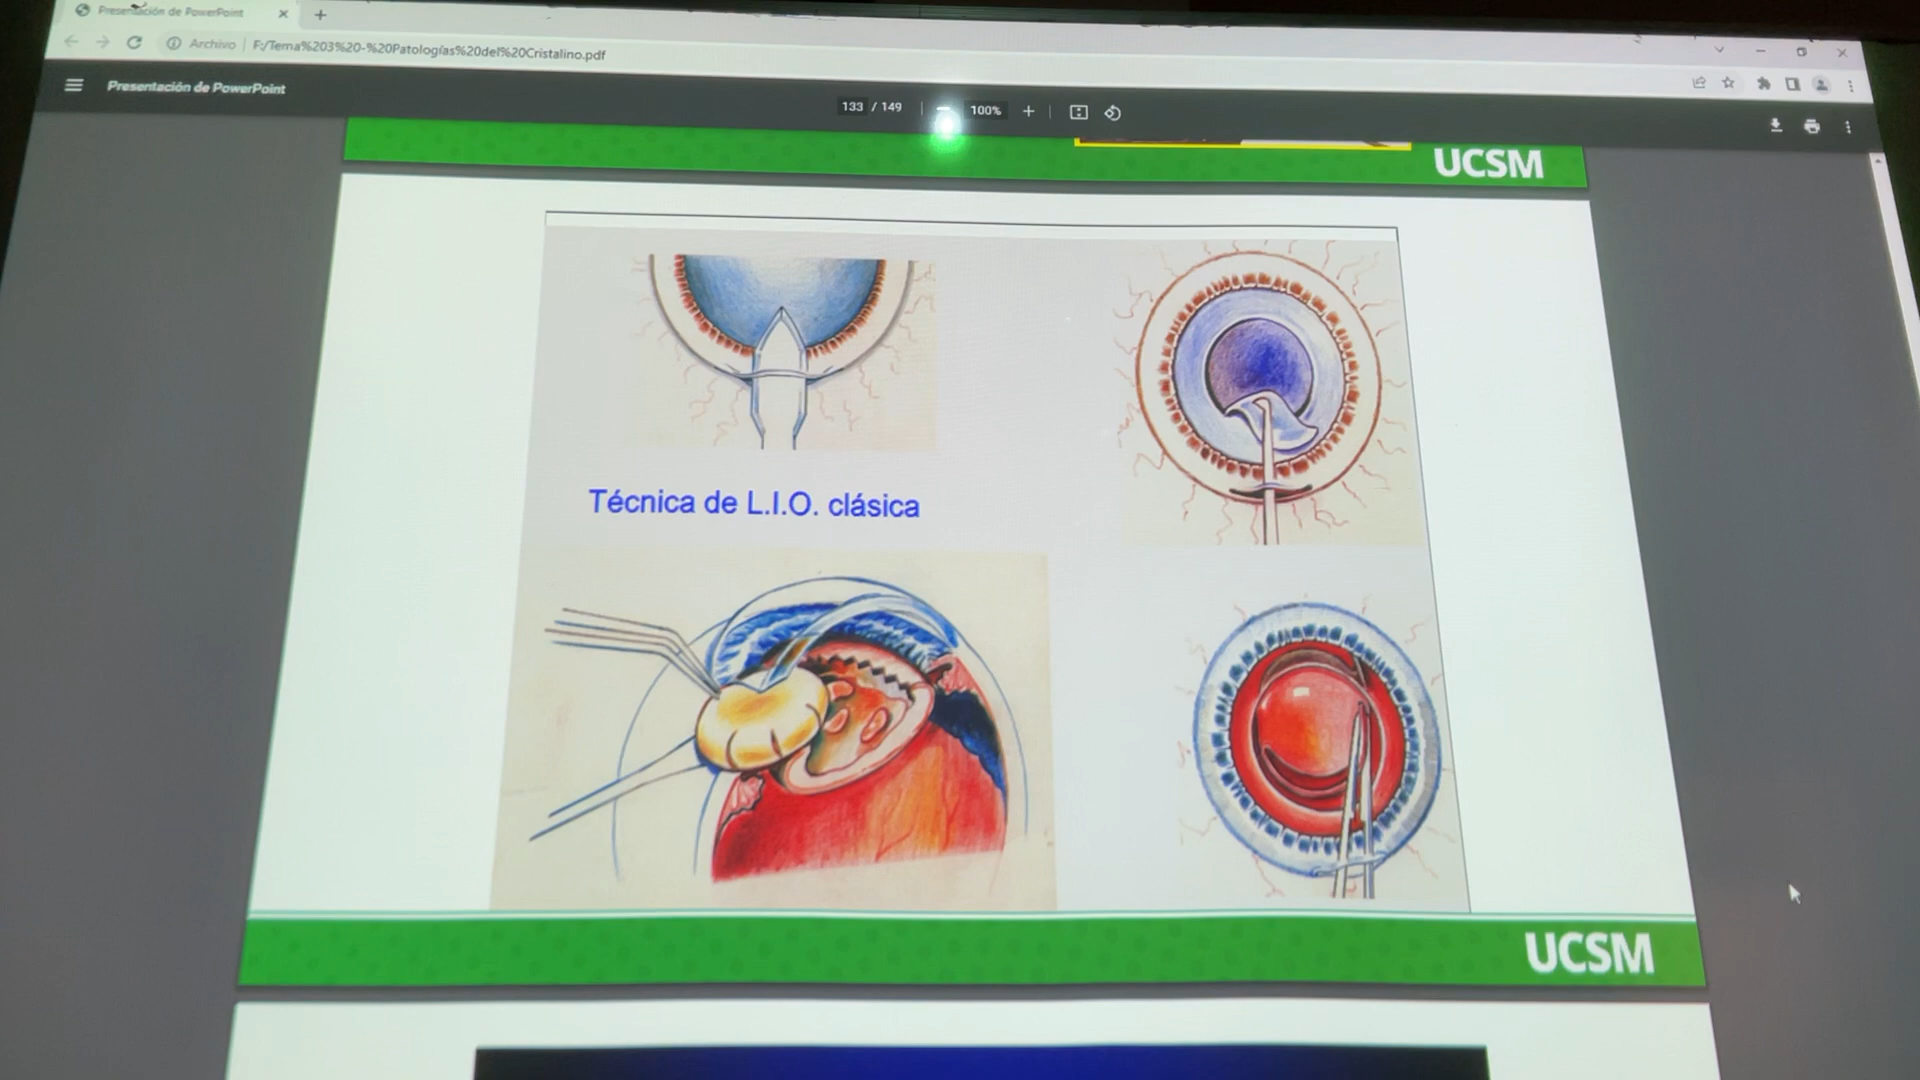 Presentación de PowerPoint
Archivo
F:/Tema%203%20-%20Patologías%20del%20Cristalino.pdf
Presentación de PowerPoint
133 / 149
100%
UCSM
Técnica de L.I.O. clásica
UCSM